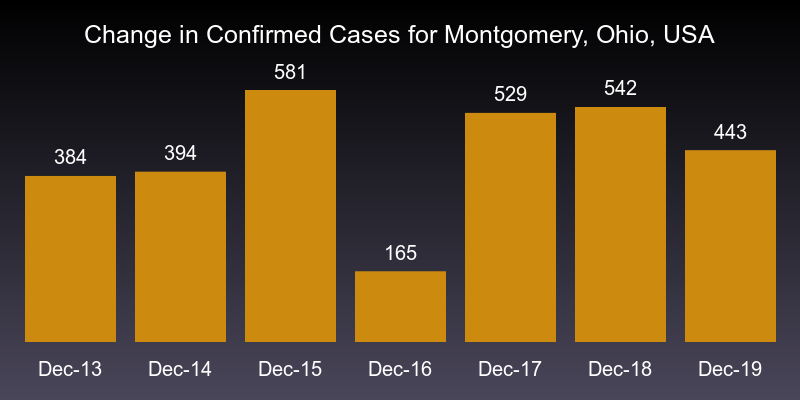 Change in Confirmed Cases for Montgomery, Ohio, USA
384
394
581
165
529
542
443
Dec-13
Dec-14
Dec-15
Dec-16
Dec-17
Dec-18
Dec-19